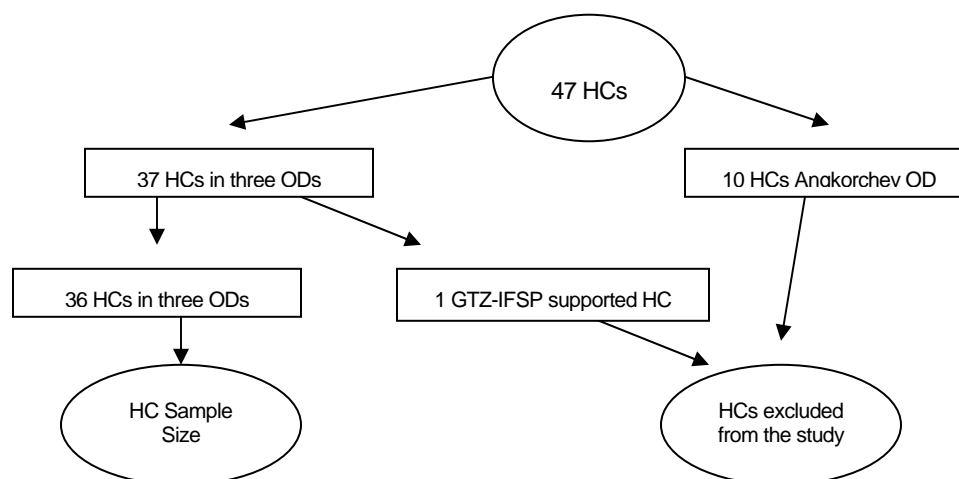 47 HCs
37 HCs in three ODs
10 HCs Angkorchey OD
36 HCs in three ODs
1 GTZ-IFSP supported HC
HC Sample
Size
HCs excluded
from the study